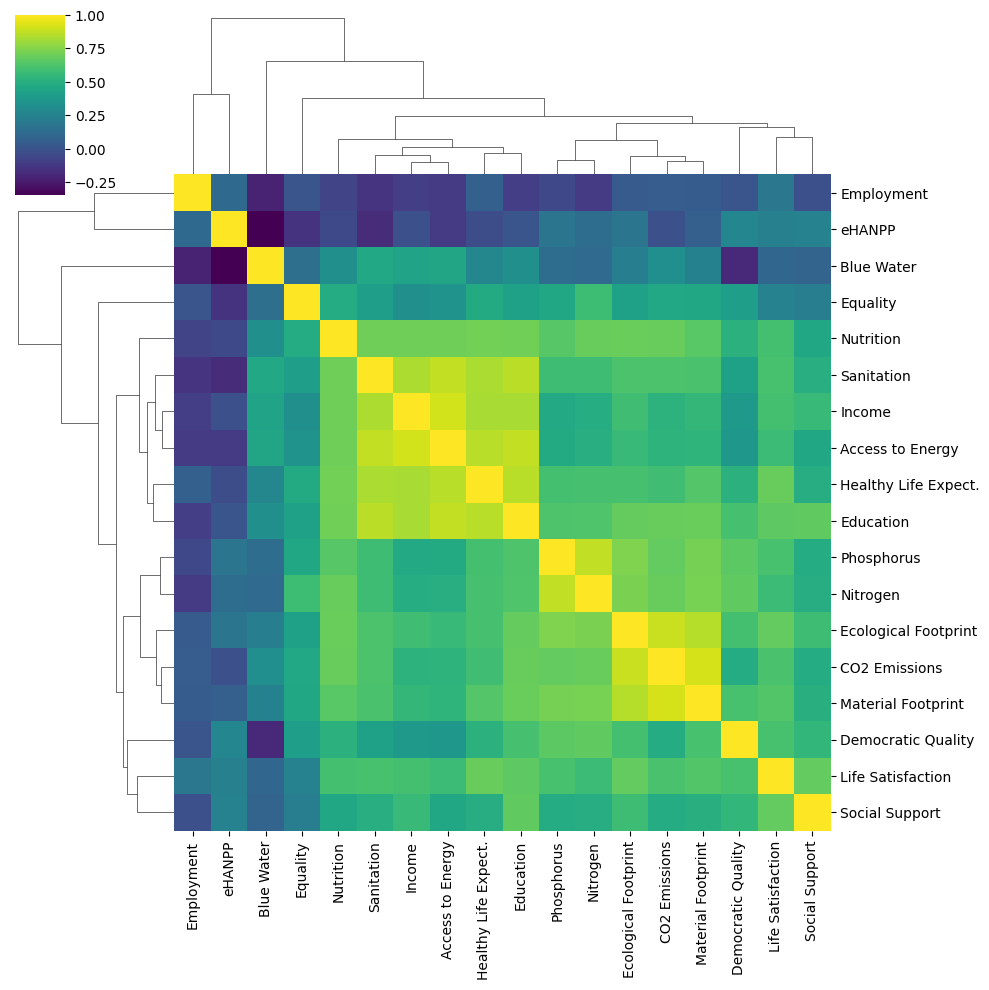 1.00
0.75
0.50
0.25
0.00
−0.25
Employment
eHANPP
Blue Water
Equality
Nutrition
Sanitation
Income
Access to Energy
Healthy Life Expect.
Education
Phosphorus
Nitrogen
Ecological Footprint
CO2 Emissions
Material Footprint
Democratic Quality
Life Satisfaction
Social Support
Employment
eHANPP
Blue Water
Equality
Nutrition
Sanitation
Income
Access to Energy
Healthy Life Expect.
Education
Phosphorus
Nitrogen
Ecological Footprint
CO2 Emissions
Material Footprint
Democratic Quality
Life Satisfaction
Social Support